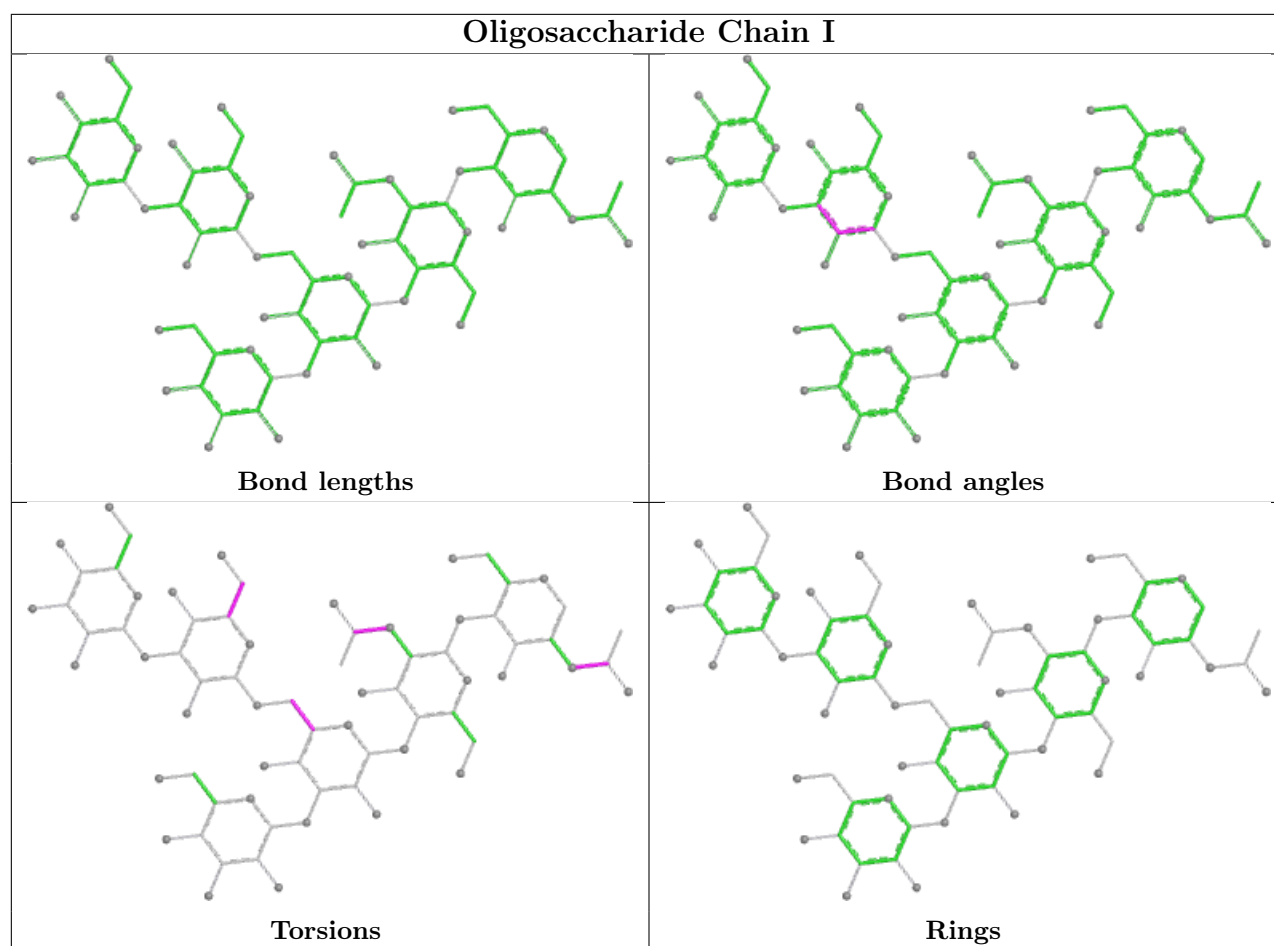 Oligosaccharide Chain I
Bond lengths
Bond angles
Torsions
Rings